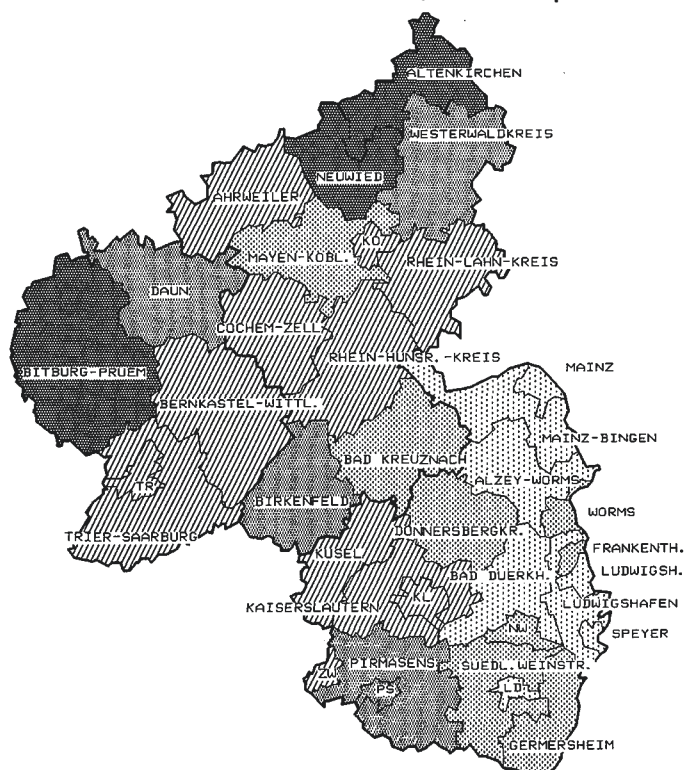 ALTENKIRCHEN
WESTERWALDKREIS
NEUWIED
AHRWEILER
KO
MAYEN-KOBL.
RHEIN-LAHN-KREIS
DAUN
COCHEM-ZELL
RHEIN-HUNSR.-KREIS
MAINZ
BITBURG-PRUEM
BERNKASTEL-WITTL.
MAINZ-BINGEN
BAD KREUZNACH
ALZEY-WORMS
TR
BIRKENFELD
WORMS
DONNERSBERGKR.
TRIER-SAARBURG
KUSEL
FRANKENTH.
LUDWIGSH.
BAD DUERKH.
KL
LUDWIGSHAFEN
KAISERSLAUTERN
NW
SPEYER
PIRMASENS
SUEDL.WEINSTR.
ZW
PS
LD
GERMERSHEIM